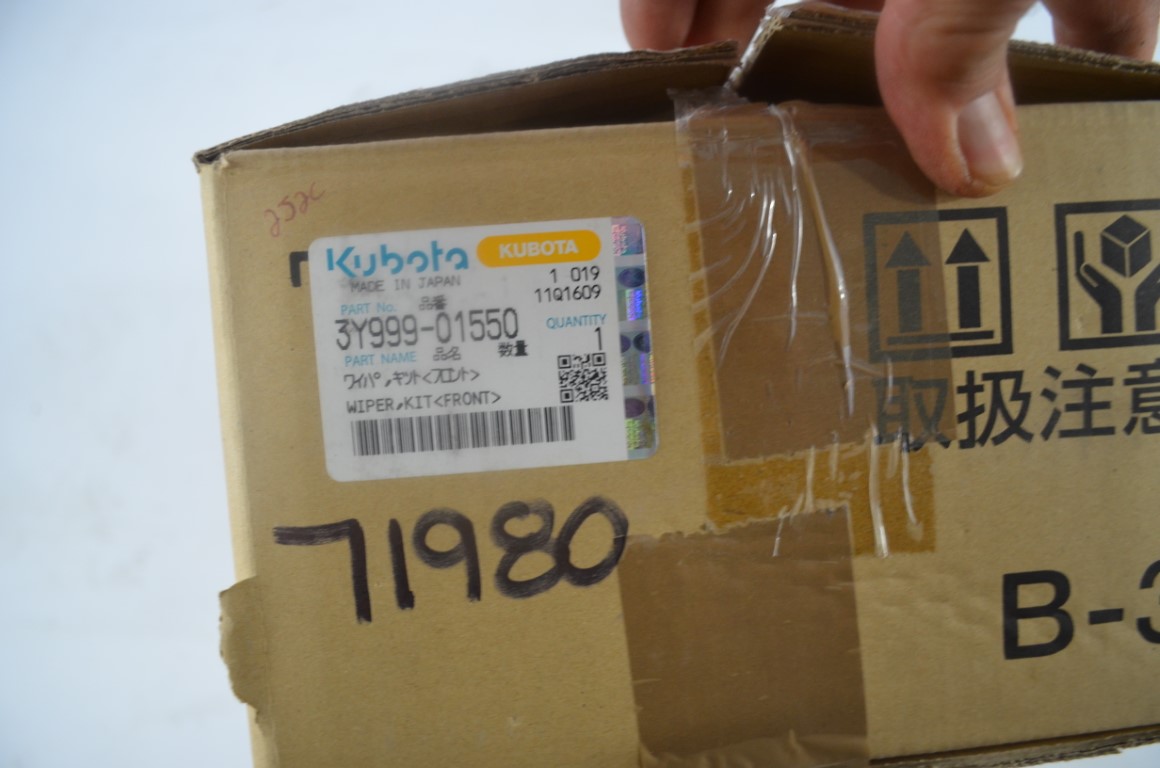 252C
Kubota KUBOTA
MADE IN JAPAN
1 019
11Q1609
PART No. 品番
3Y999-01550
QUANTITY
数量
1
PART NAME 品名
ワイパ,キット<フロント>
WIPER,KIT<FRONT>
71980
取扱注意
B-3